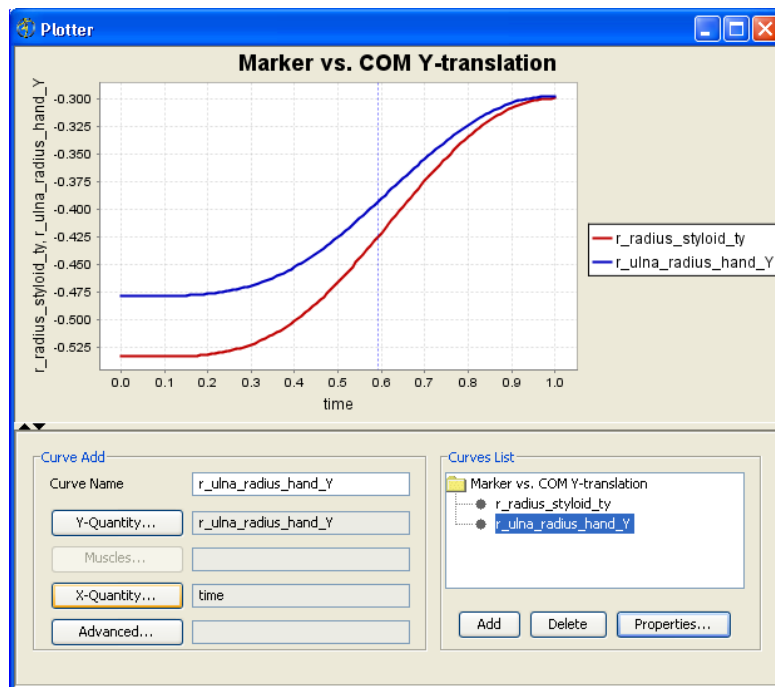 Plotter
Marker vs. COM Y-translation
r_radius_styloid_ty, r_ulna_radius_hand_Y
-0.300
-0.325
-0.350
-0.375
-0.400
-0.425
-0.450
-0.475
-0.500
-0.525
0.0 0.1 0.2 0.3 0.4 0.5 0.6 0.7 0.8 0.9 1.0
time
r_radius_styloid_ty
r_ulna_radius_hand_Y
Curve Add
Curve Name r_ulna_radius_hand_Y
Y-Quantity... r_ulna_radius_hand_Y
Muscles...
X-Quantity... time
Advanced...
Curves List
Marker vs. COM Y-translation
r_radius_styloid_ty
r_ulna_radius_hand_Y
Add Delete Properties...